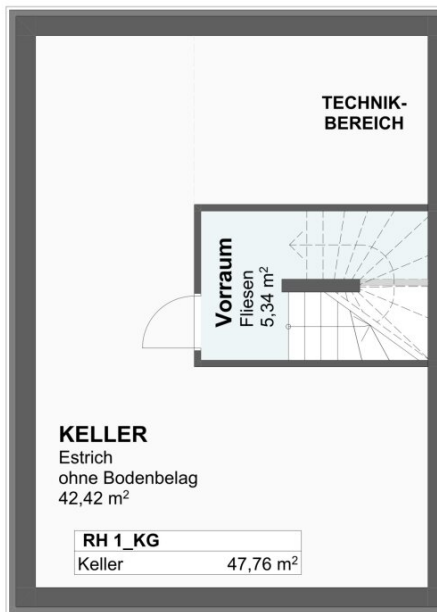 TECHNIK-
BEREICH
Vorraum
Fliesen
5,34 m²
KELLER
Estrich
ohne Bodenbelag
42,42 m²
RH 1_KG
Keller 47,76 m²